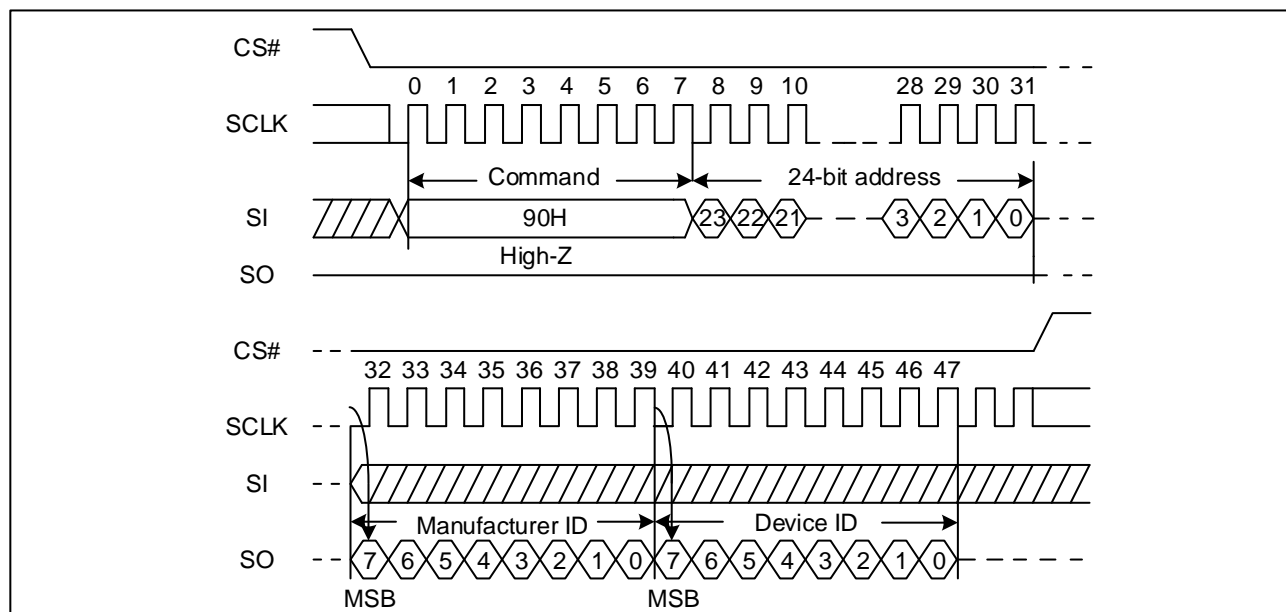 CS#
0 1 2 3 4 5 6 7 8 9 10 28 29 30 31
SCLK
Command 24-bit address
SI 90H 23 22 21 3 2 1 0
High-Z
SO
CS#
32 33 34 35 36 37 38 39 40 41 42 43 44 45 46 47
SCLK
SI
Manufacturer ID Device ID
SO 7 6 5 4 3 2 1 0 7 6 5 4 3 2 1 0
MSB MSB